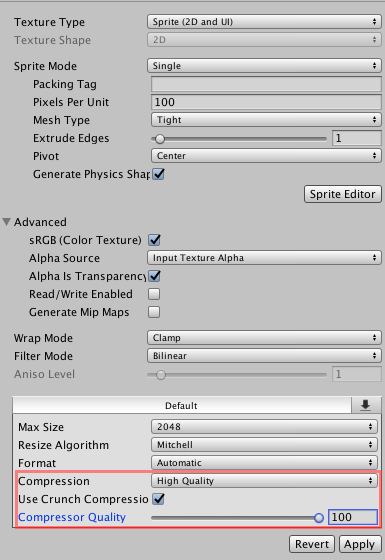 Texture Type Sprite (2D and UI)
Texture Shape 2D
Sprite Mode Single
Packing Tag
Pixels Per Unit 100
Mesh Type Tight
Extrude Edges 1
Pivot Center
Generate Physics Shap
Sprite Editor
Advanced
sRGB (Color Texture)
Alpha Source Input Texture Alpha
Alpha Is Transparency
Read/Write Enabled
Generate Mip Maps
Wrap Mode Clamp
Filter Mode Bilinear
Aniso Level 1
Default
Max Size 2048
Resize Algorithm Mitchell
Format Automatic
Compression High Quality
Use Crunch Compressio
Compressor Quality 100
Revert Apply